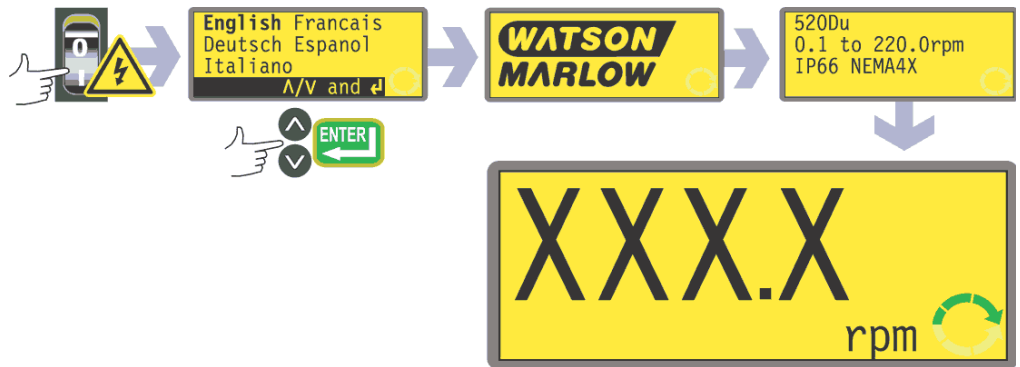 0
I
English Francais
Deutsch Espanol
Italiano
∧/∨ and ↵
ENTER
WATSON
MARLOW
520Du
0.1 to 220.0rpm
IP66 NEMA4X
XXX.X
rpm